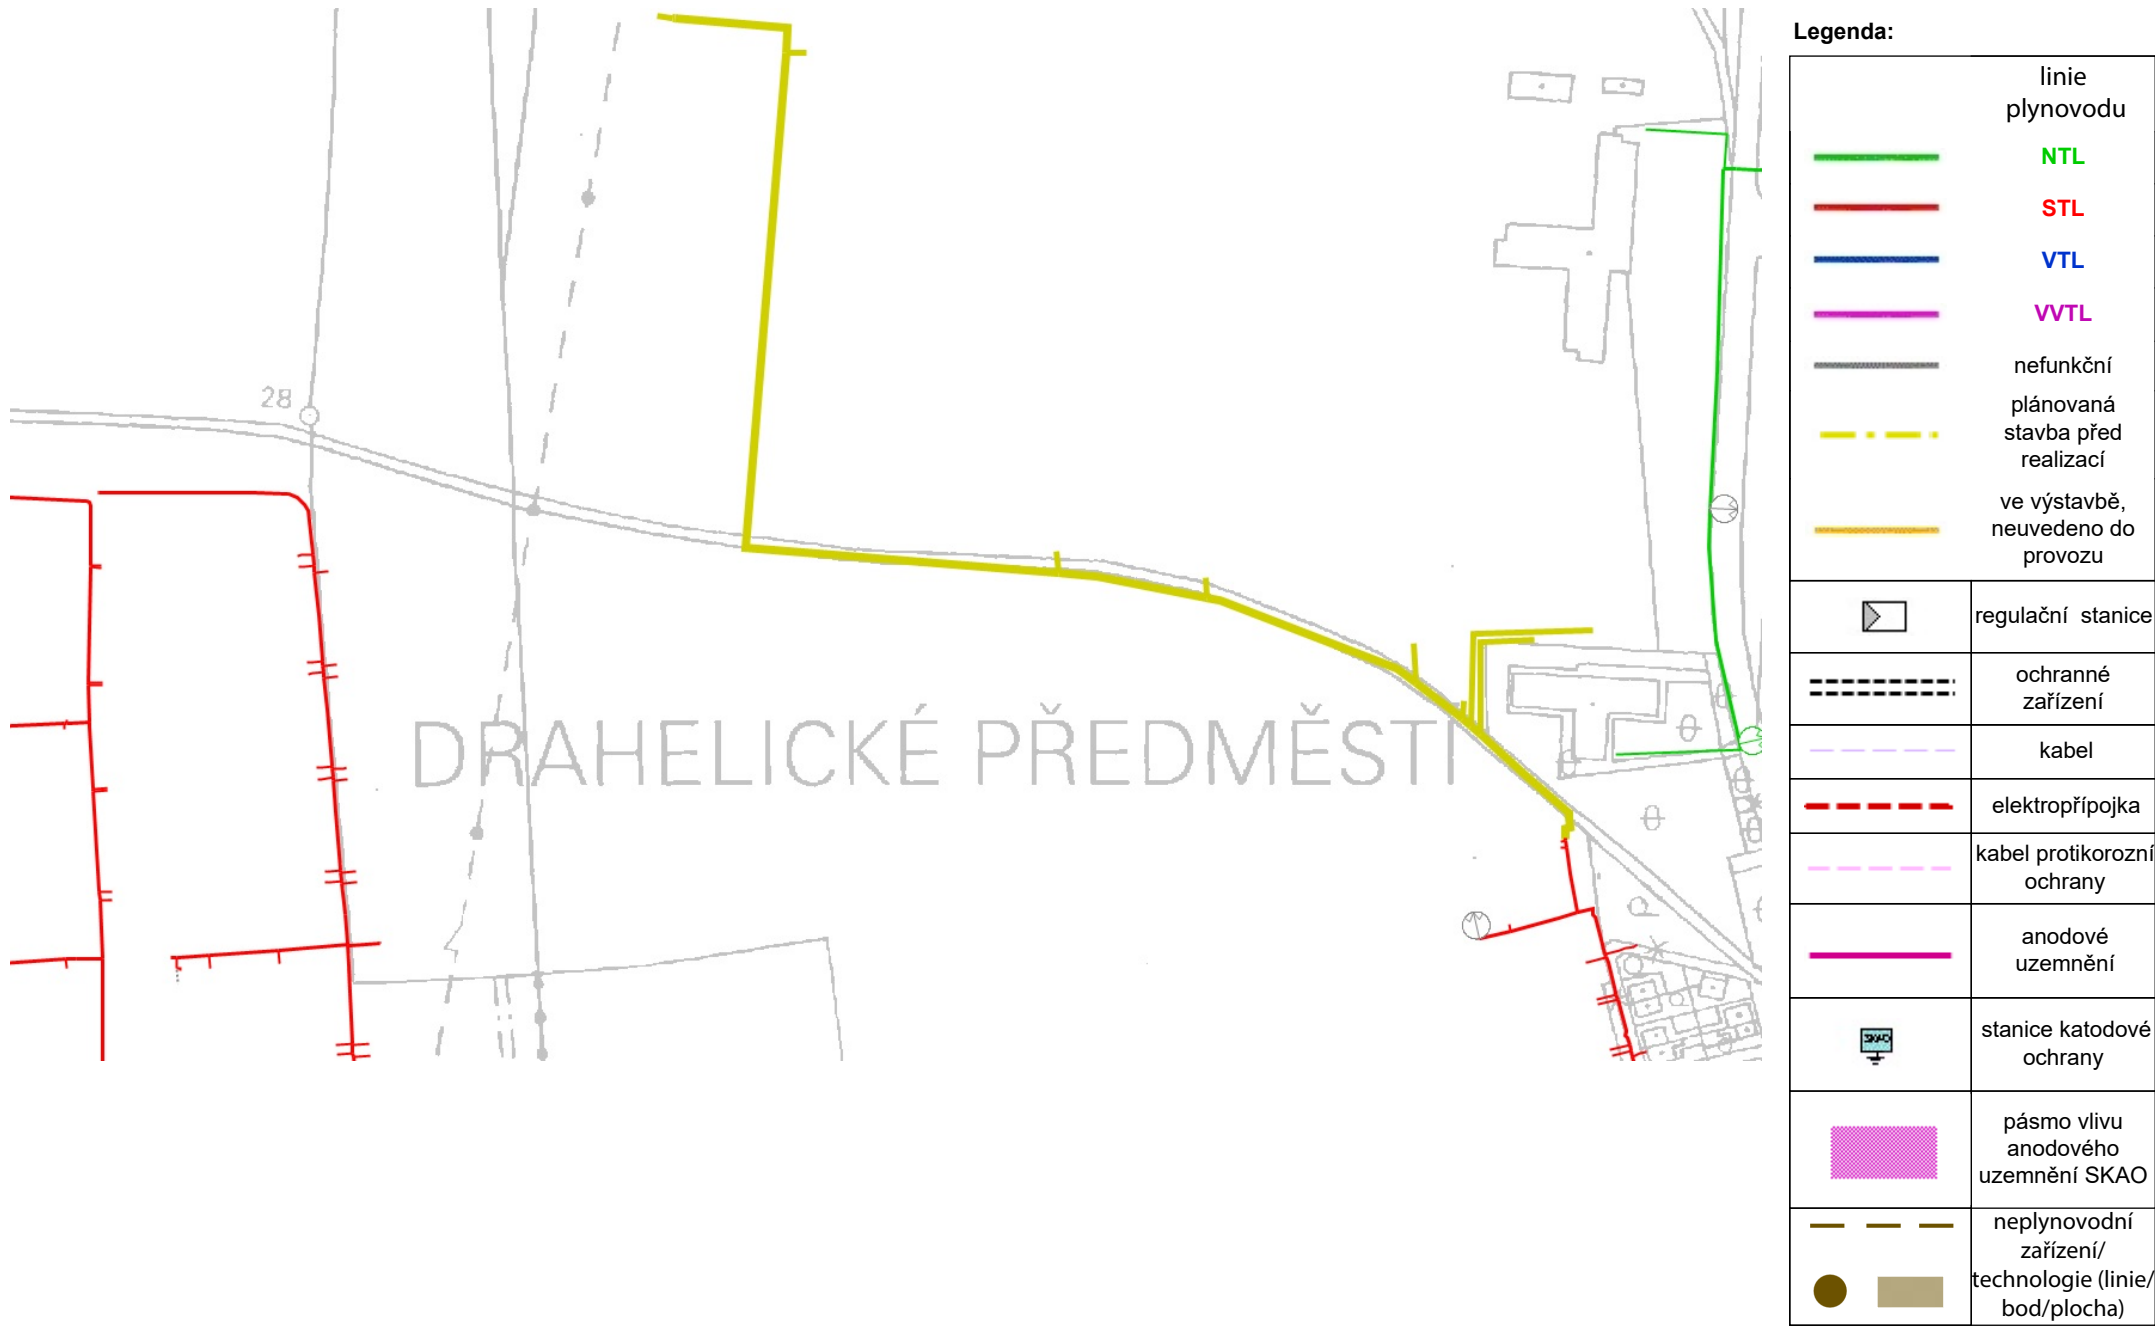 Legenda:
linie
plynovodu
NTL
STL
VTL
VVTL
nefunkční
plánovaná
stavba před
realizací
ve výstavbě,
neuvedeno do
provozu
regulační stanice
ochranné
zařízení
kabel
elektropřípojka
kabel protikorozní
ochrany
anodové
uzemnění
SKAO
stanice katodové
ochrany
pásmo vlivu
anodového
uzemnění SKAO
neplynovodní
zařízení/
technologie (linie/
bod/plocha)
28
DRAHELICKÉ PŘEDMĚSTÍ